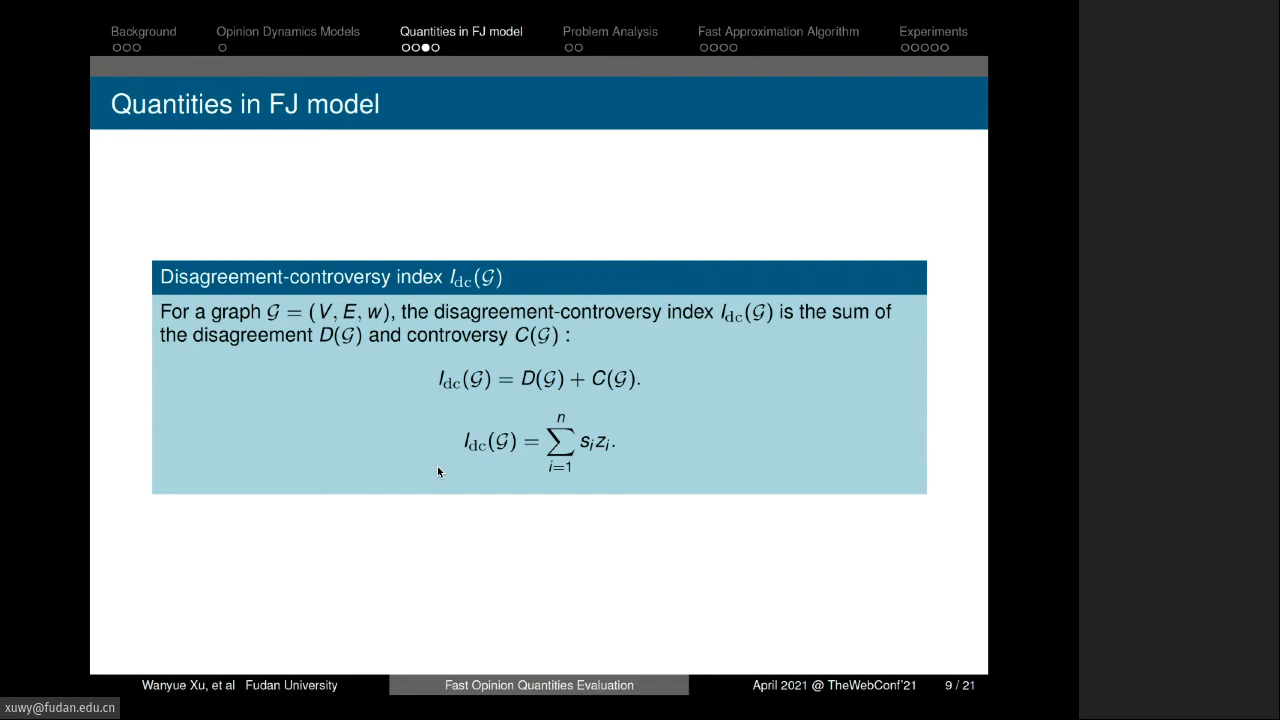 Background Opinion Dynamics Models Quantities in FJ model Problem Analysis Fast Approximation Algorithm Experiments
Quantities in FJ model
Disagreement-controversy index I_dc(𝒢)
For a graph 𝒢 = (V, E, w), the disagreement-controversy index I_dc(𝒢) is the sum of
the disagreement D(𝒢) and controversy C(𝒢) :
I_dc(𝒢) = D(𝒢) + C(𝒢).
I_dc(𝒢) = ∑_{i=1}^{n} s_i z_i.
Wanyue Xu, et al Fudan University Fast Opinion Quantities Evaluation April 2021 @ TheWebConf'21 9 / 21
xuwy@fudan.edu.cn